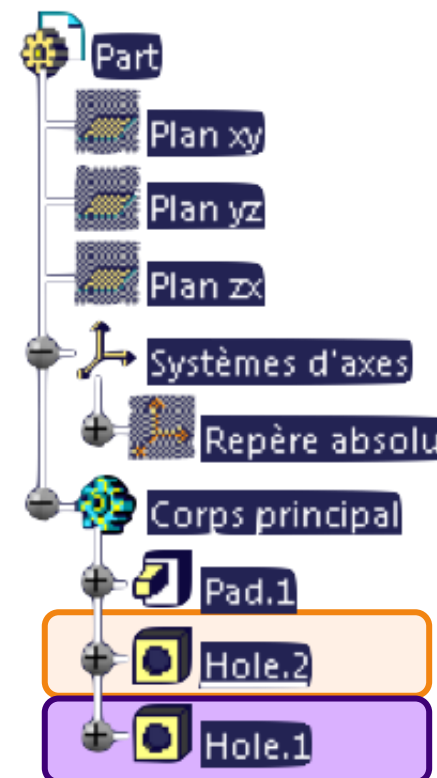 Part
Plan xy
Plan yz
Plan zx
Systèmes d'axes
Repère absolu
Corps principal
Pad.1
Hole.2
Hole.1